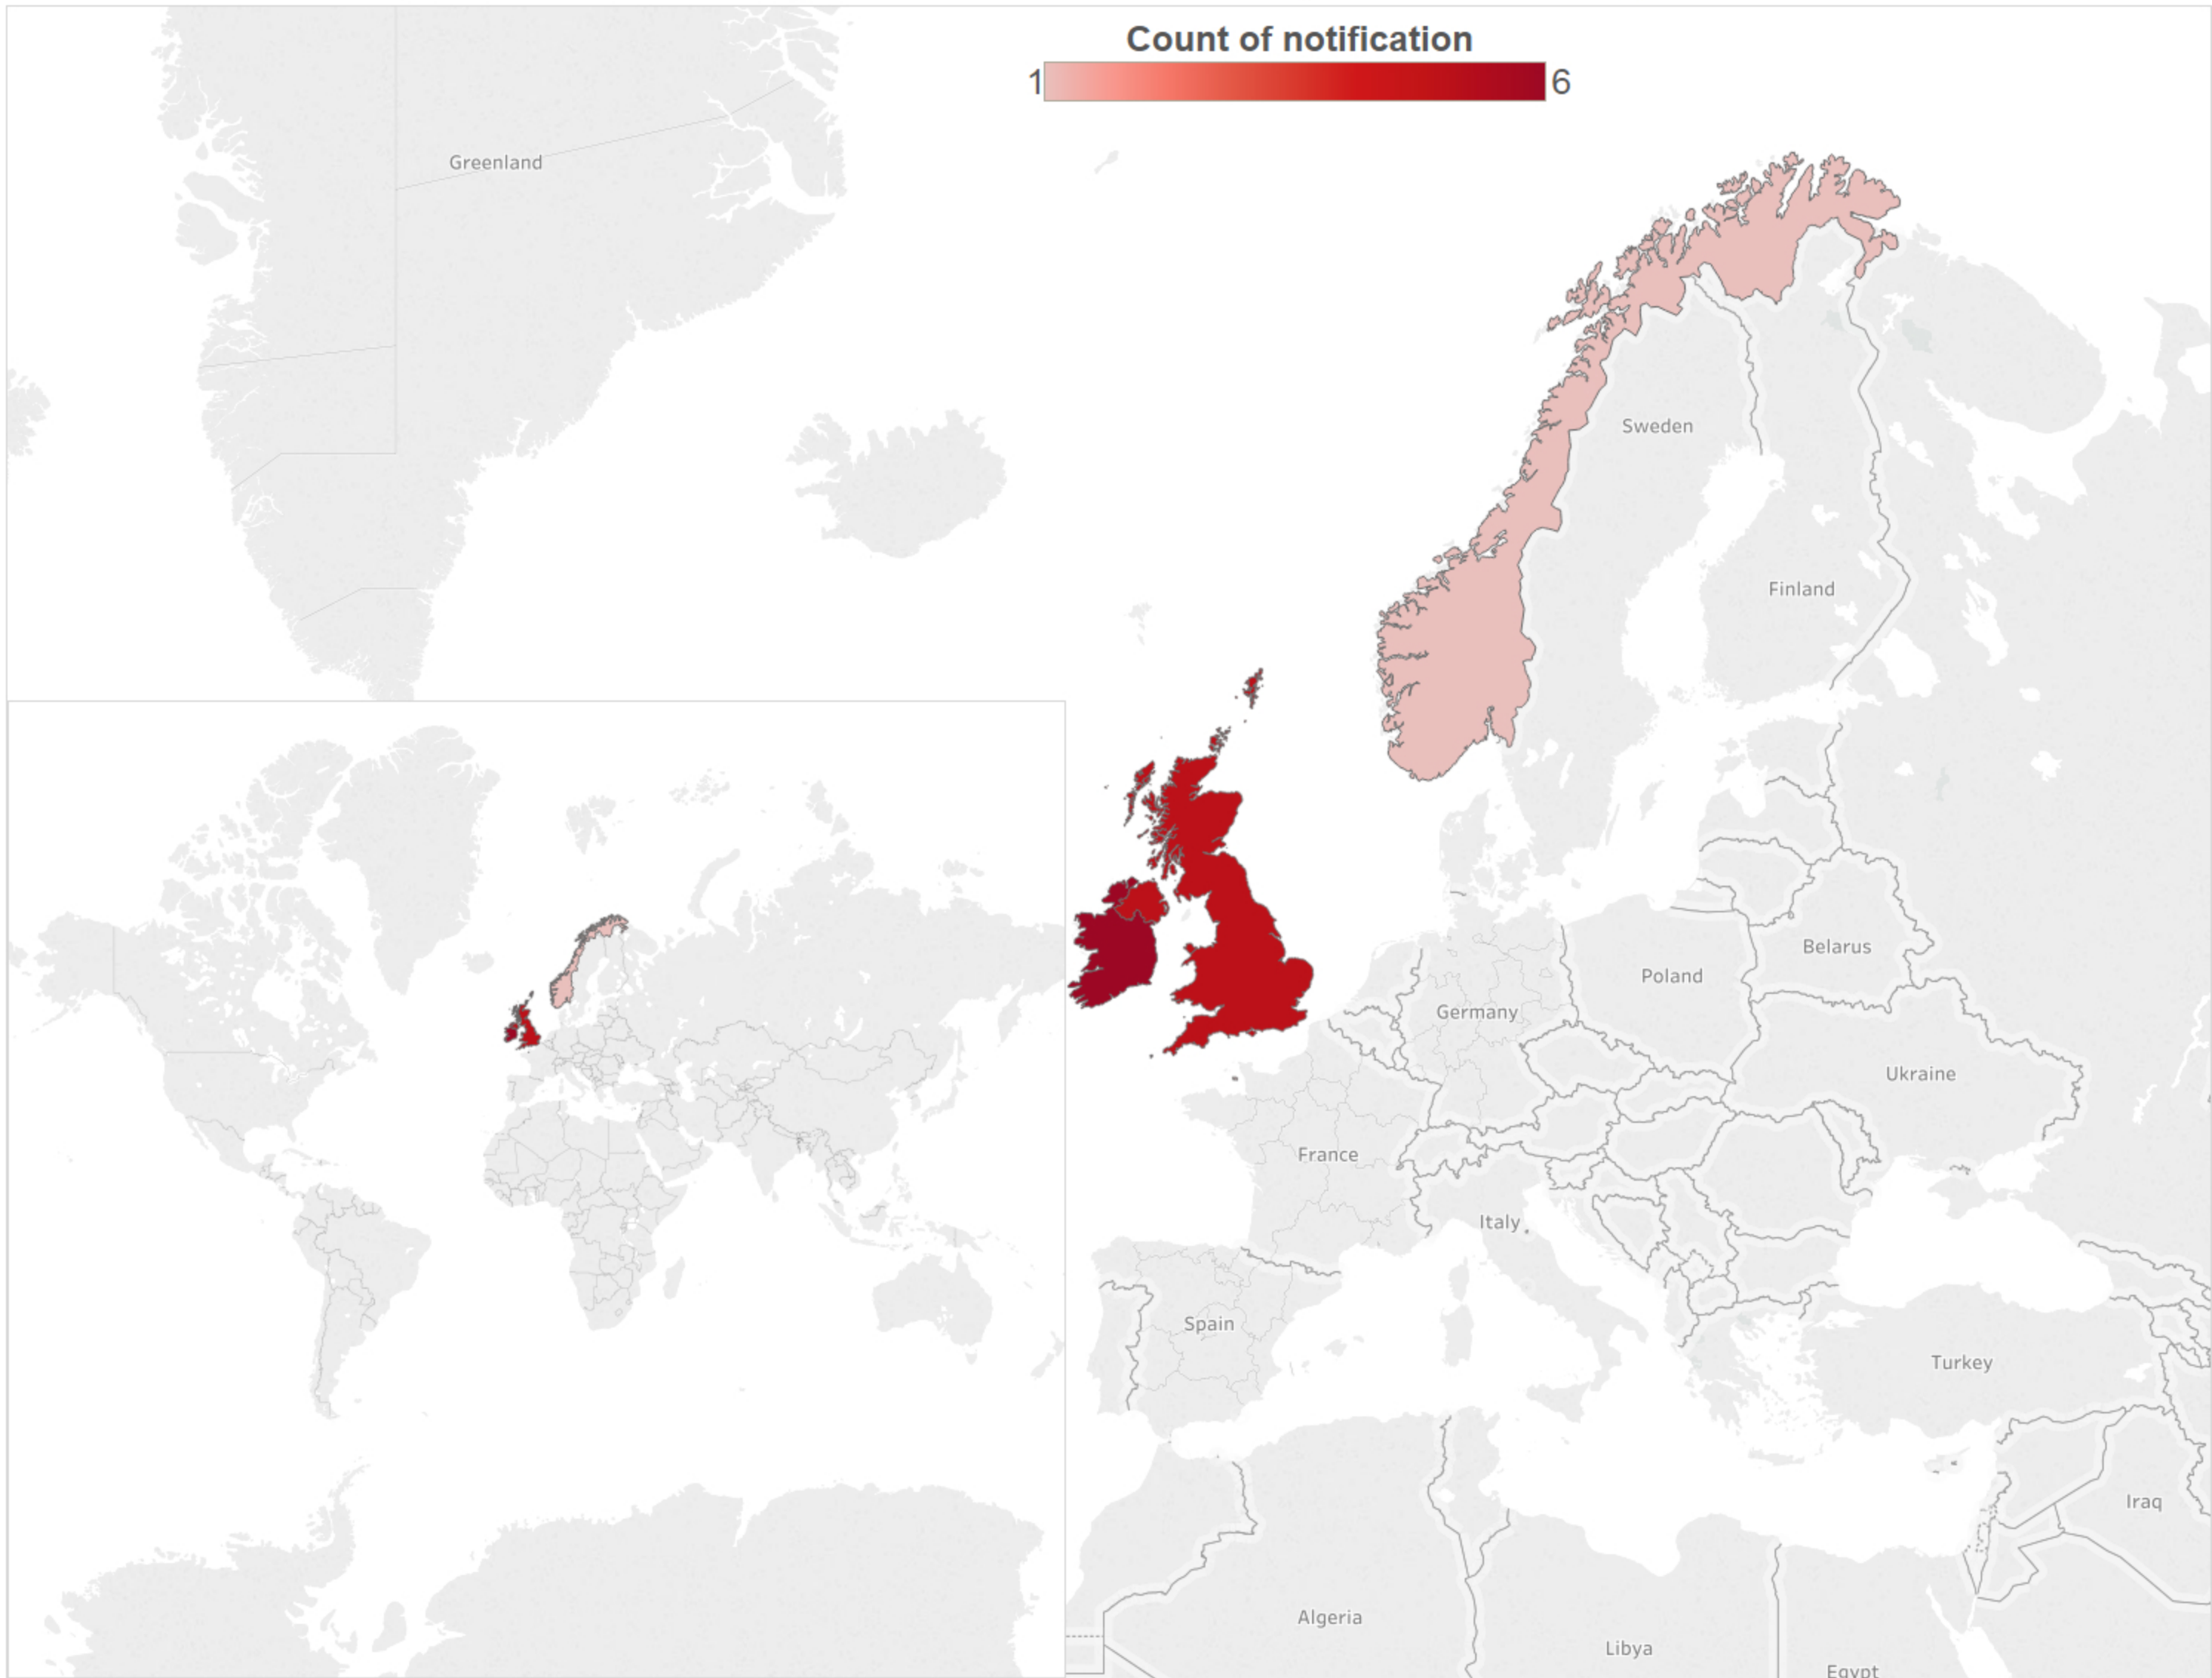 Count of notification
1 6
Greenland
Sweden
Finland
Belarus
Poland
Germany
Ukraine
France
Italy
Spain
Turkey
Iraq
Algeria
Libya
Egypt